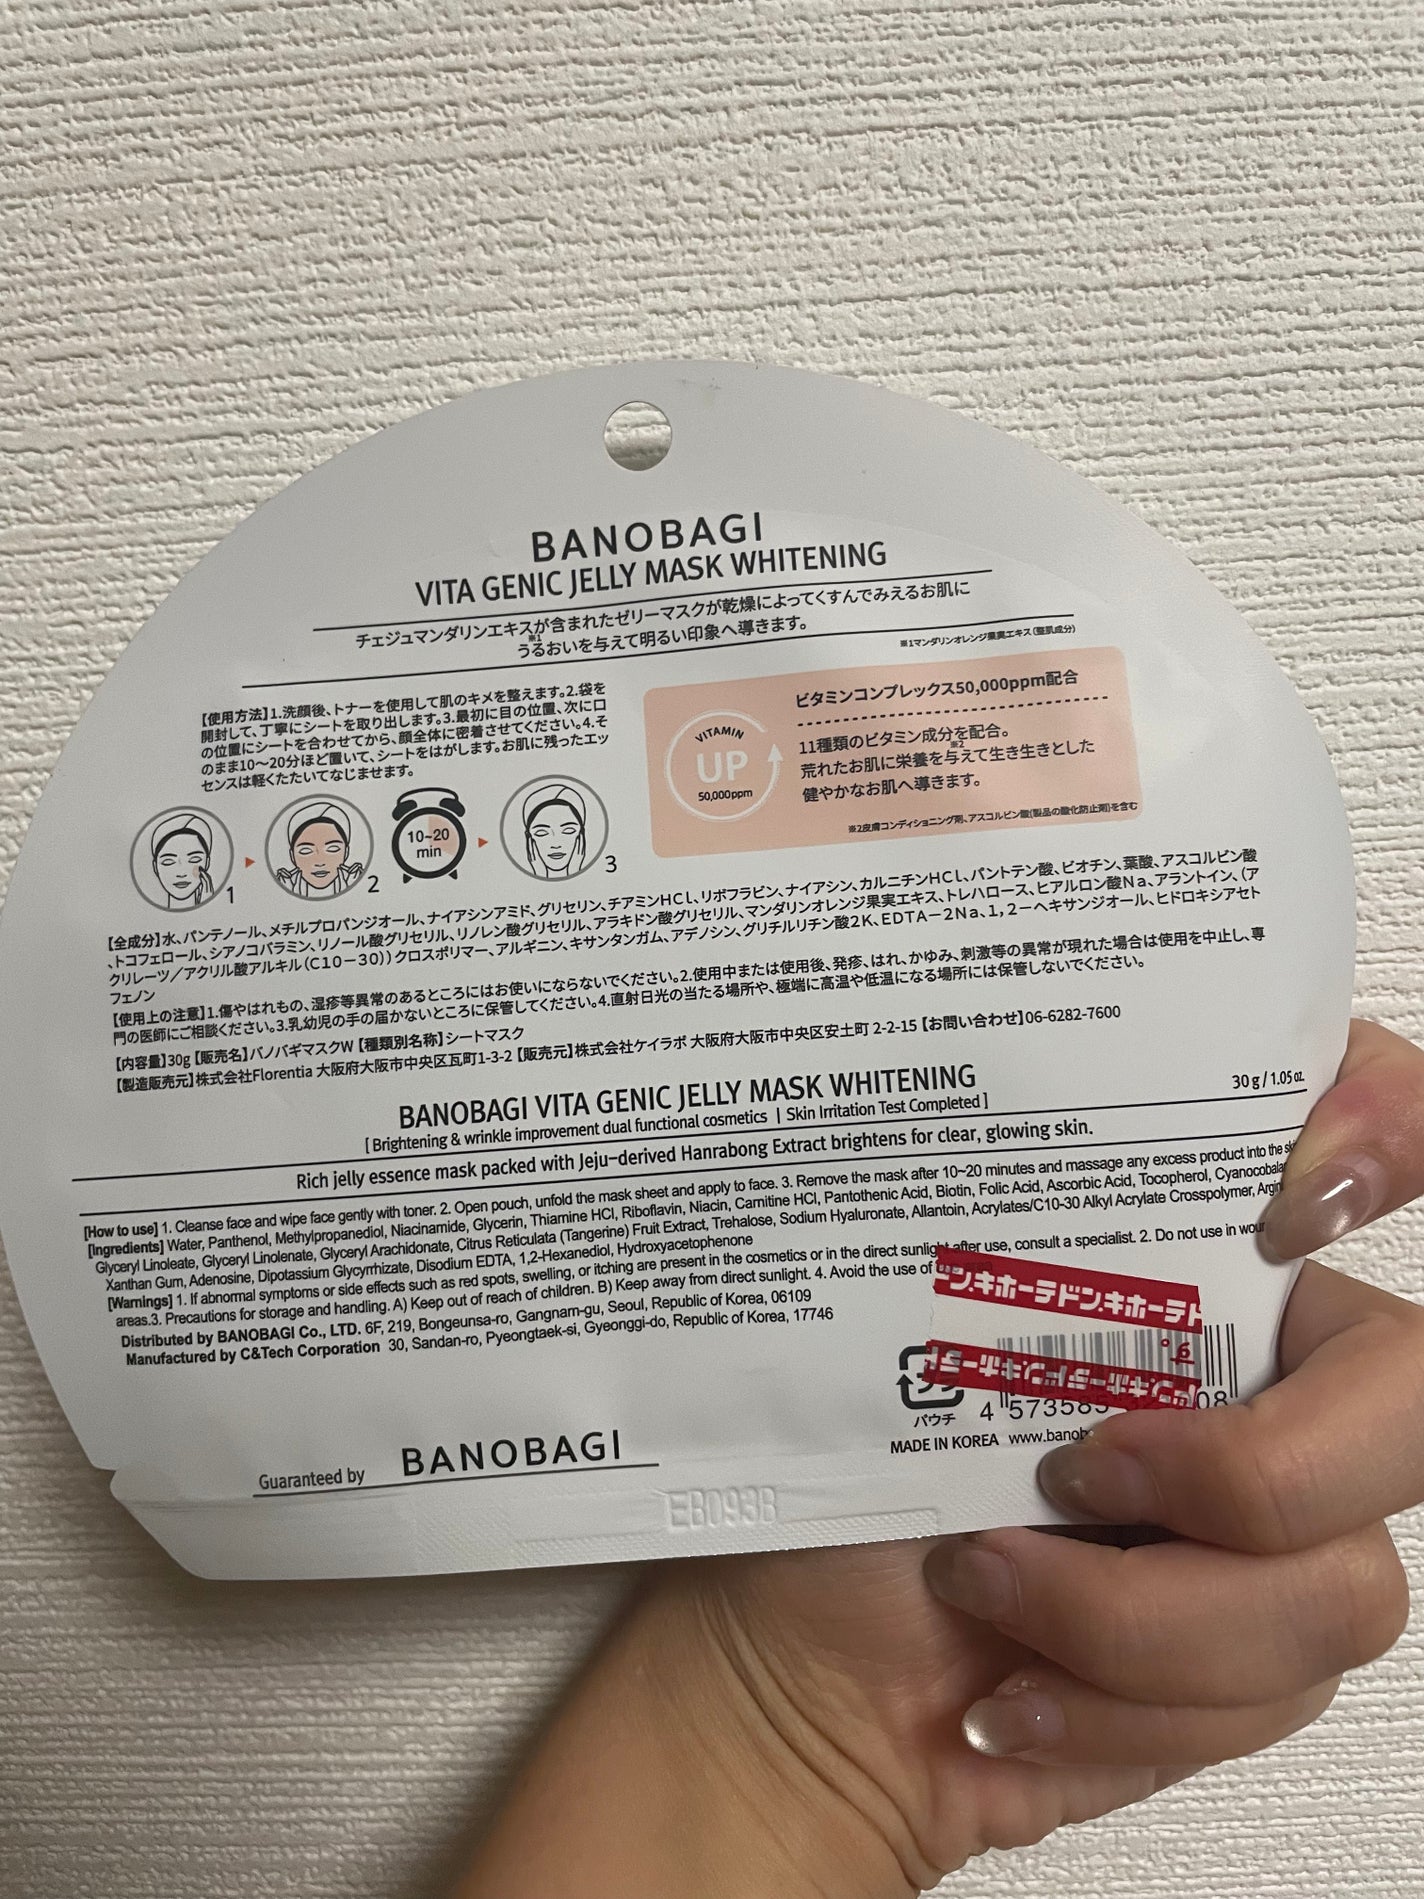 BANOBAGI
VITA GENIC JELLY MASK WHITENING
チェジュマンダリンエキスが含まれたゼリーマスクが乾燥によってくすんでみえるお肌に
※1
うるおいを与えて明るい印象へ導きます。
※1マンダリンオレンジ果実エキス(整肌成分)
【使用方法】1.洗顔後、トナーを使用して肌のキメを整えます。2.袋を
開封して、丁寧にシートを取り出します。3.最初に目の位置、次に口
の位置にシートを合わせてから、顔全体に密着させてください。4.そ
のまま10〜20分ほど置いて、シートをはがします。お肌に残ったエッ
センスは軽くたたいてなじませます。
1
2
10~20
min
3
VITAMIN
UP
50,000ppm
ビタミンコンプレックス50,000ppm配合
11種類のビタミン成分を配合。
※2
荒れたお肌に栄養を与えて生き生きとした
健やかなお肌へ導きます。
※2皮膚コンディショニング剤、アスコルビン酸(製品の酸化防止剤)を含む
【全成分】水、パンテノール、メチルプロパンジオール、ナイアシンアミド、グリセリン、チアミンHCl、リボフラビン、ナイアシン、カルニチンHCl、パントテン酸、ビオチン、葉酸、アスコルビン酸
、トコフェロール、シアノコバラミン、リノール酸グリセリル、リノレン酸グリセリル、アラキドン酸グリセリル、マンダリンオレンジ果実エキス、トレハロース、ヒアルロン酸Na、アラントイン、(ア
クリレーツ/アクリル酸アルキル(C10-30))クロスポリマー、アルギニン、キサンタンガム、アデノシン、グリチルリチン酸2K、EDTA-2Na、1,2-ヘキサンジオール、ヒドロキシアセト
フェノン
【使用上の注意】1.傷やはれもの、湿疹等異常のあるところにはお使いにならないでください。2.使用中または使用後、発疹、はれ、かゆみ、刺激等の異常が現れた場合は使用を中止し、専
門の医師にご相談ください。3.乳幼児の手の届かないところに保管してください。4.直射日光の当たる場所や、極端に高温や低温になる場所には保管しないでください。
【内容量】30g【販売名】バノバギマスクW【種類別名称】シートマスク
【製造販売元】株式会社Florentia 大阪府大阪市中央区瓦町1-3-2【販売元】株式会社ケイラボ 大阪府大阪市中央区安土町 2-2-15【お問い合わせ】06-6282-7600
BANOBAGI VITA GENIC JELLY MASK WHITENING
30 g / 1.05 oz.
[ Brightening & wrinkle improvement dual functional cosmetics | Skin Irritation Test Completed ]
Rich jelly essence mask packed with Jeju-derived Hanrabong Extract brightens for clear, glowing skin.
[How to use] 1. Cleanse face and wipe face gently with toner. 2. Open pouch, unfold the mask sheet and apply to face. 3. Remove the mask after 10~20 minutes and massage any excess product into the
[Ingredients] Water, Panthenol, Methylpropanediol, Niacinamide, Glycerin, Thiamine HCl, Riboflavin, Niacin, Carnitine HCl, Pantothenic Acid, Biotin, Folic Acid, Ascorbic Acid, Tocopherol,
Glyceryl Linoleate, Glyceryl Linolenate, Glyceryl Arachidonate, Citrus Reticulata (Tangerine) Fruit Extract, Trehalose, Sodium Hyaluronate, Allantoin, Acrylates/C10-30 Alkyl Acrylate Crosspolymer,
Xanthan Gum, Adenosine, Dipotassium Glycyrrhizate, Disodium EDTA, 1,2-Hexanediol, Hydroxyacetophenone
[Warnings] 1. If abnormal symptoms or side effects such as red spots, swelling, or itching are present in the cosmetics or in the direct sunlight after use, consult a specialist. 2. Do not use in
areas.3. Precautions for storage and handling. A) Keep out of reach of children. B) Keep away from direct sunlight. 4. Avoid the use of
Distributed by BANOBAGI Co., LTD. 6F, 219, Bongeunsa-ro, Gangnam-gu, Seoul, Republic of Korea, 06109
Manufactured by C&Tech Corporation 30, Sandan-ro, Pyeongtaek-si, Gyeonggi-do, Republic of Korea, 17746
ドン.キホーテドン.キホーテ
ドン.キホーテドン.キホーテ
パウチ
4 573585 08
MADE IN KOREA
Guaranteed by BANOBAGI
EB093B